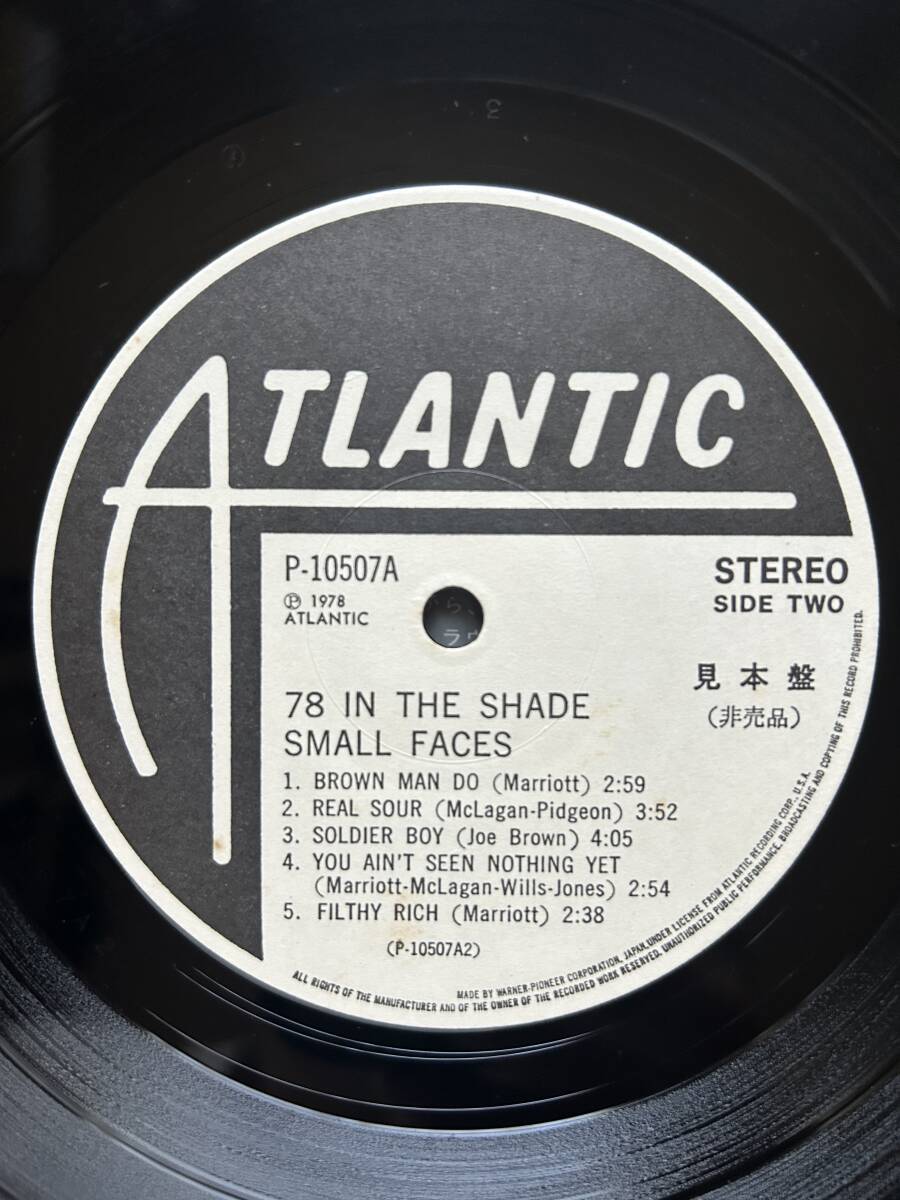 ATLANTIC
P-10507A
Ⓟ 1978
ATLANTIC
STEREO
SIDE TWO
見本盤
(非売品)
78 IN THE SHADE
SMALL FACES
1. BROWN MAN DO (Marriott) 2:59
2. REAL SOUR (McLagan-Pidgeon) 3:52
3. SOLDIER BOY (Joe Brown) 4:05
4. YOU AIN'T SEEN NOTHING YET
(Marriott-McLagan-Wills-Jones) 2:54
5. FILTHY RICH (Marriott) 2:38
(P-10507A2)
MADE BY WARNER-PIONEER CORPORATION, JAPAN, UNDER LICENSE FROM ATLANTIC RECORDING CORP., U.S.A.
ALL RIGHTS OF THE MANUFACTURER AND OF THE OWNER OF THE RECORDED WORK RESERVED. UNAUTHORIZED PUBLIC PERFORMANCE, BROADCASTING AND COPYING OF THIS RECORD PROHIBITED.